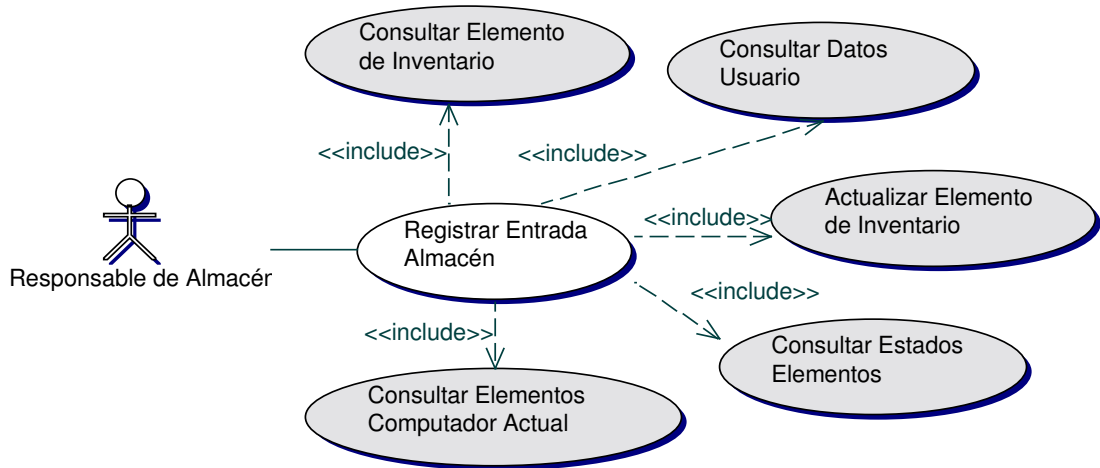 Consultar Elemento
de Inventario
Consultar Datos
Usuario
<<include>>
<<include>>
Actualizar Elemento
de Inventario
<<include>>
Registrar Entrada
Almacén
Responsable de Almacér
<<include>>
<<include>>
Consultar Estados
Elementos
Consultar Elementos
Computador Actual